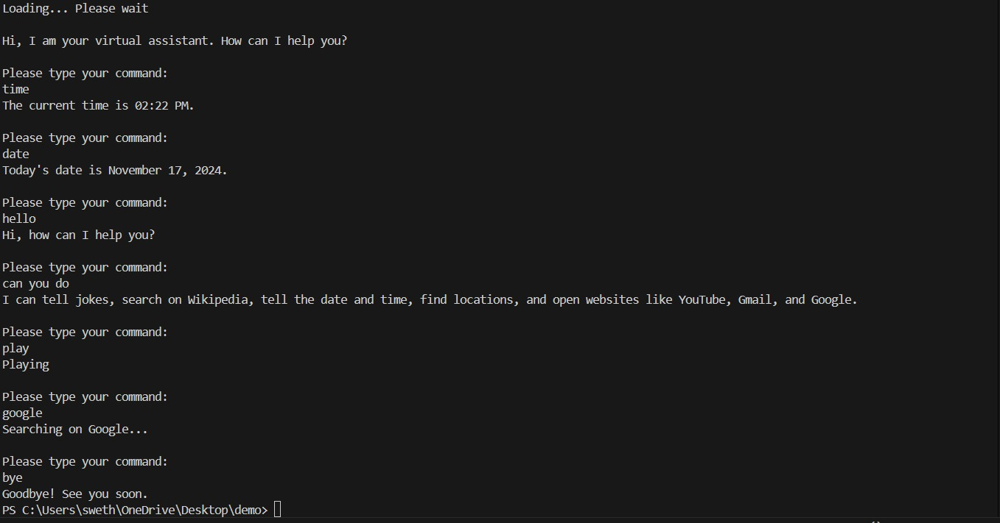 Loading... Please wait
Hi, I am your virtual assistant. How can I help you?
Please type your command:
time
The current time is 02:22 PM.
Please type your command:
date
Today's date is November 17, 2024.
Please type your command:
hello
Hi, how can I help you?
Please type your command:
can you do
I can tell jokes, search on Wikipedia, tell the date and time, find locations, and open websites like YouTube, Gmail, and Google.
Please type your command:
play
Playing
Please type your command:
google
Searching on Google...
Please type your command:
bye
Goodbye! See you soon.
PS C:\Users\sweth\OneDrive\Desktop\demo>